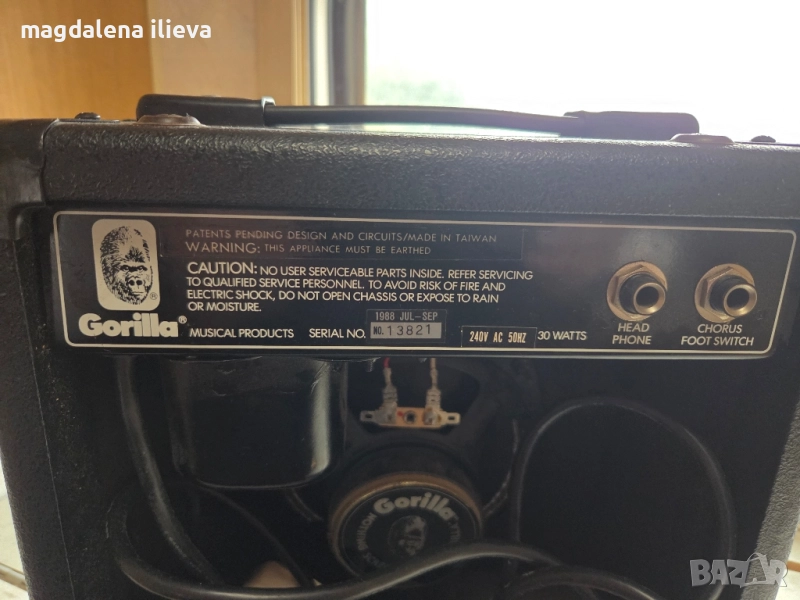 magdalena ilieva
PATENTS PENDING DESIGN AND CIRCUITS/MADE IN TAIWAN
WARNING: THIS APPLIANCE MUST BE EARTHED
CAUTION: NO USER SERVICEABLE PARTS INSIDE. REFER SERVICING
TO QUALIFIED SERVICE PERSONNEL. TO AVOID RISK OF FIRE AND
ELECTRIC SHOCK, DO NOT OPEN CHASSIS OR EXPOSE TO RAIN
OR MOISTURE.
Gorilla®
MUSICAL PRODUCTS
SERIAL NO.
1988 JUL-SEP
NO. 13821
240V AC 50HZ
30 WATTS
HEAD
PHONE
CHORUS
FOOT SWITCH
Gorilla
BAZAR